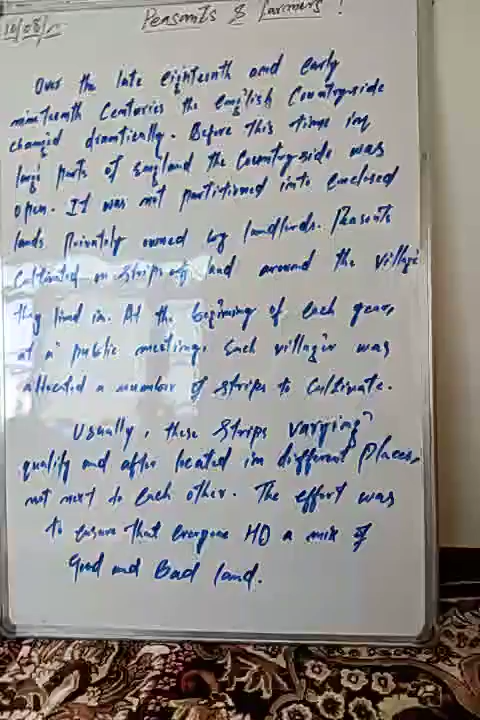 Peasants & Farmers !
Over the late eighteenth and early
nineteenth Centuries the english Countryside
changed dramtically. Before this time in
large parts of England the Countryside was
open. It was not partitioned into enclosed
lands Privately owned by landlords. Peasants
Cultivated on strips of land around the village
they lived in. At the beginning of each year,
at a public meeting, Each villager was
allocated a number of strips to Cultivate.
Usually, these Strips varying
quality and often located in different Places,
not next to Each other. The effort was
to ensure that everyone HD a mix of
Good and Bad land.